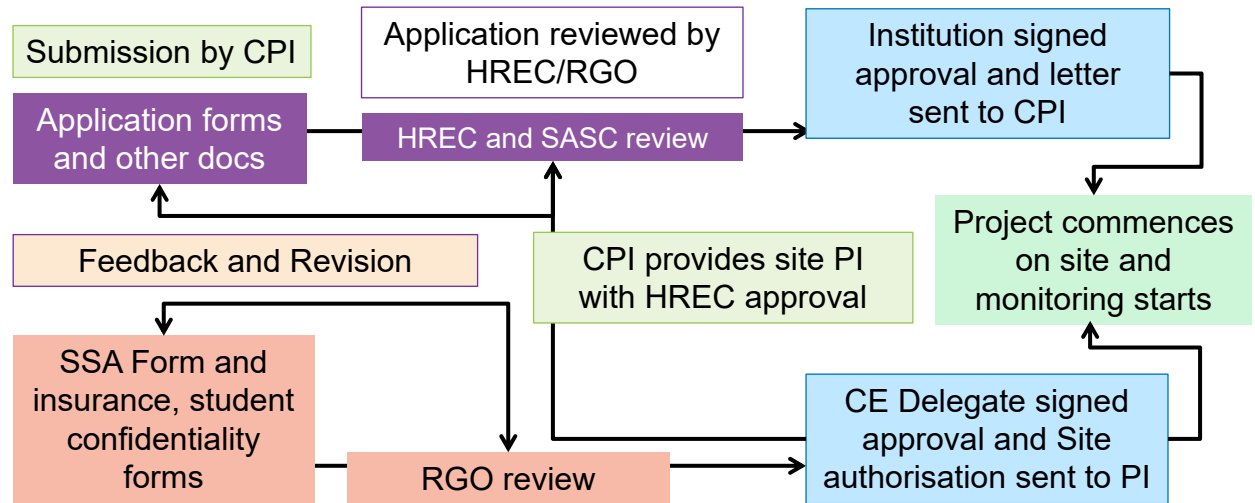 Submission by CPI
Application reviewed by
HREC/RGO
Institution signed
approval and letter
sent to CPI
Application forms
and other docs
HREC and SASC review
Feedback and Revision
CPI provides site PI
with HREC approval
Project commences
on site and
monitoring starts
SSA Form and
insurance, student
confidentiality
forms
RGO review
CE Delegate signed
approval and Site
authorisation sent to PI